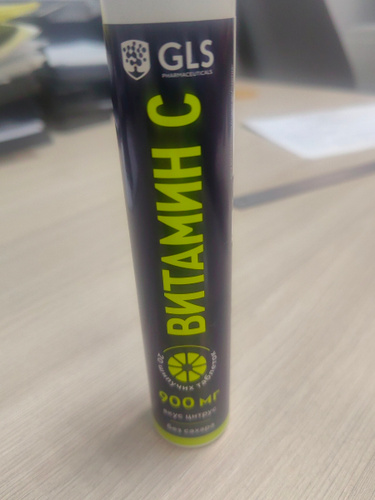 GLS
PHARMACEUTICALS
ВИТАМИН С
20 шипучих таблеток
900 мг
вкус цитрус
без сахара